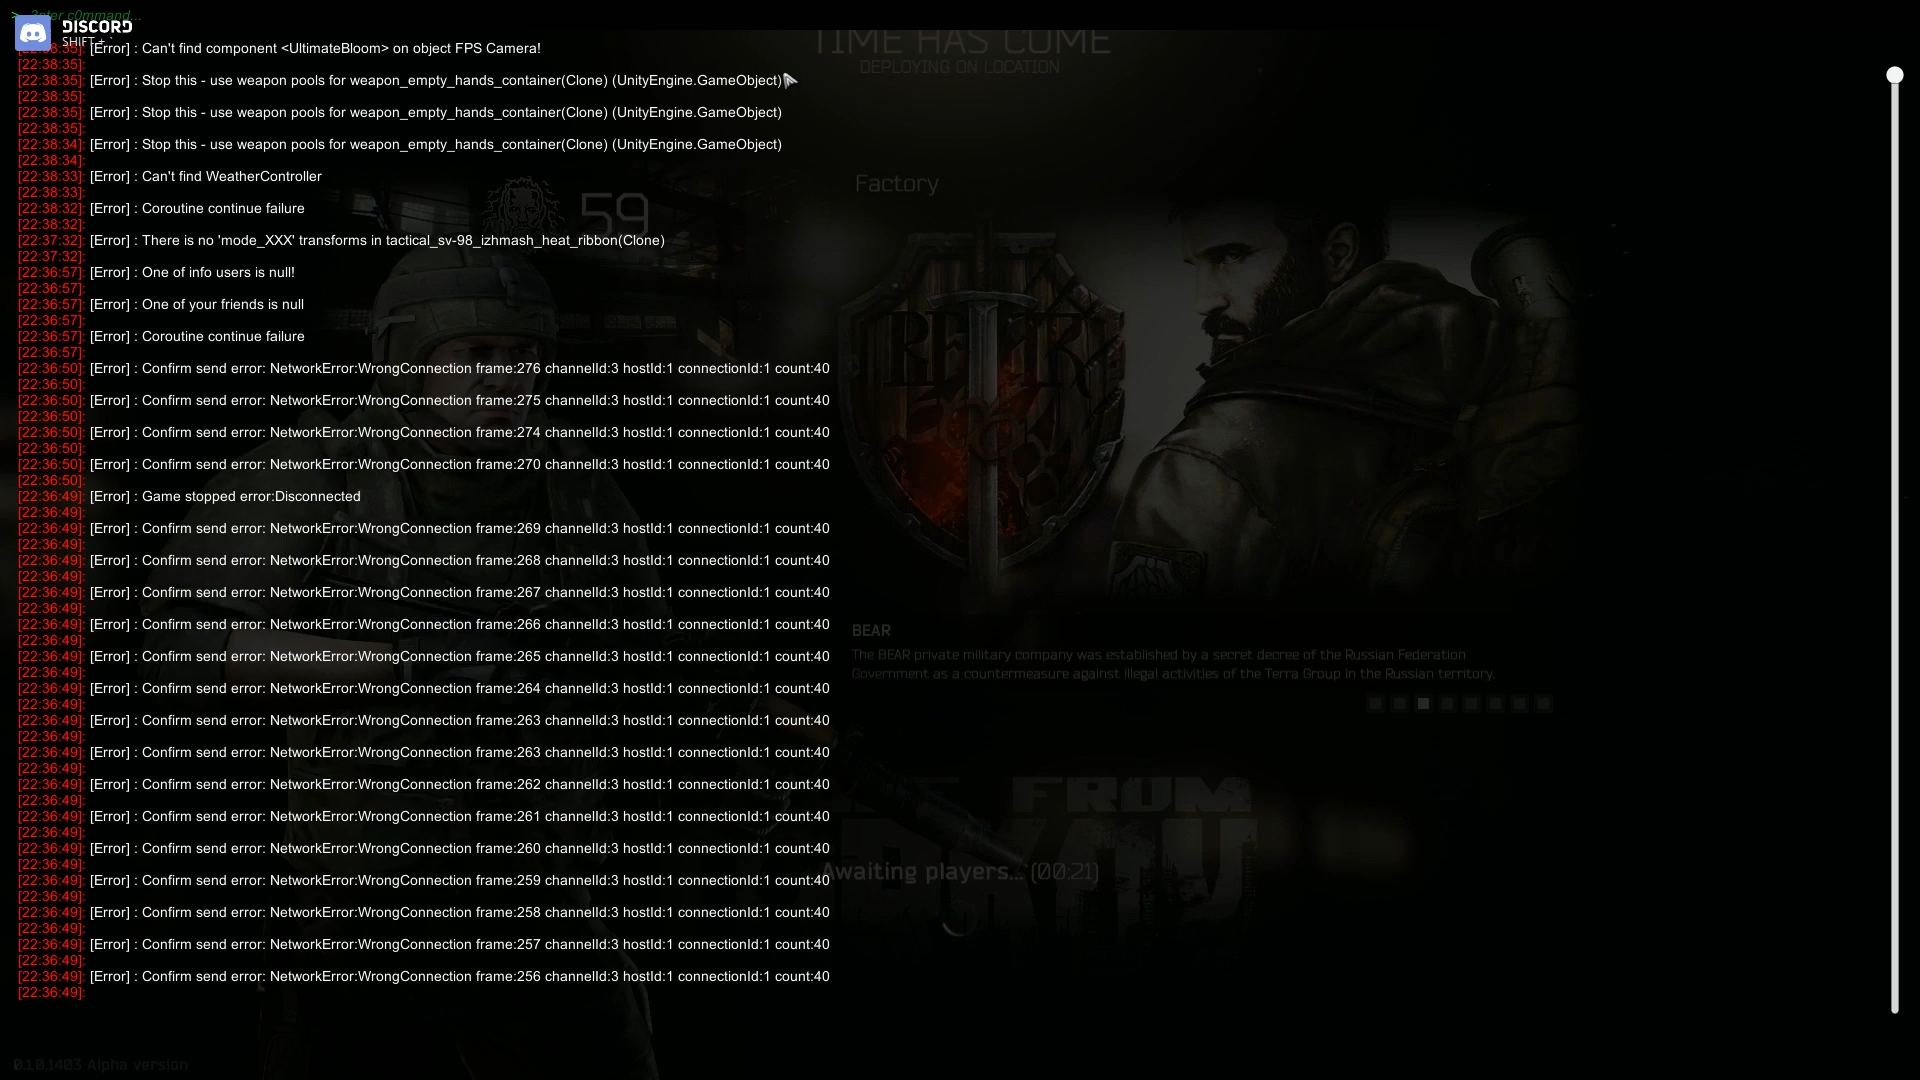 > 3nter c0mmand...
DISCORD
SHIFT + `
[22:38:35]: [Error] : Can't find component <UltimateBloom> on object FPS Camera!
[22:38:35]:
[22:38:35]: [Error] : Stop this - use weapon pools for weapon_empty_hands_container(Clone) (UnityEngine.GameObject)
[22:38:35]:
[22:38:35]: [Error] : Stop this - use weapon pools for weapon_empty_hands_container(Clone) (UnityEngine.GameObject)
[22:38:35]:
[22:38:34]: [Error] : Stop this - use weapon pools for weapon_empty_hands_container(Clone) (UnityEngine.GameObject)
[22:38:34]:
[22:38:33]: [Error] : Can't find WeatherController
[22:38:33]:
[22:38:32]: [Error] : Coroutine continue failure
[22:38:32]:
[22:37:32]: [Error] : There is no 'mode_XXX' transforms in tactical_sv-98_izhmash_heat_ribbon(Clone)
[22:37:32]:
[22:36:57]: [Error] : One of info users is null!
[22:36:57]:
[22:36:57]: [Error] : One of your friends is null
[22:36:57]:
[22:36:57]: [Error] : Coroutine continue failure
[22:36:57]:
[22:36:50]: [Error] : Confirm send error: NetworkError:WrongConnection frame:276 channelId:3 hostId:1 connectionId:1 count:40
[22:36:50]:
[22:36:50]: [Error] : Confirm send error: NetworkError:WrongConnection frame:275 channelId:3 hostId:1 connectionId:1 count:40
[22:36:50]:
[22:36:50]: [Error] : Confirm send error: NetworkError:WrongConnection frame:274 channelId:3 hostId:1 connectionId:1 count:40
[22:36:50]:
[22:36:50]: [Error] : Confirm send error: NetworkError:WrongConnection frame:270 channelId:3 hostId:1 connectionId:1 count:40
[22:36:50]:
[22:36:49]: [Error] : Game stopped error:Disconnected
[22:36:49]:
[22:36:49]: [Error] : Confirm send error: NetworkError:WrongConnection frame:269 channelId:3 hostId:1 connectionId:1 count:40
[22:36:49]:
[22:36:49]: [Error] : Confirm send error: NetworkError:WrongConnection frame:268 channelId:3 hostId:1 connectionId:1 count:40
[22:36:49]:
[22:36:49]: [Error] : Confirm send error: NetworkError:WrongConnection frame:267 channelId:3 hostId:1 connectionId:1 count:40
[22:36:49]:
[22:36:49]: [Error] : Confirm send error: NetworkError:WrongConnection frame:266 channelId:3 hostId:1 connectionId:1 count:40
[22:36:49]:
[22:36:49]: [Error] : Confirm send error: NetworkError:WrongConnection frame:265 channelId:3 hostId:1 connectionId:1 count:40
[22:36:49]:
[22:36:49]: [Error] : Confirm send error: NetworkError:WrongConnection frame:264 channelId:3 hostId:1 connectionId:1 count:40
[22:36:49]:
[22:36:49]: [Error] : Confirm send error: NetworkError:WrongConnection frame:263 channelId:3 hostId:1 connectionId:1 count:40
[22:36:49]:
[22:36:49]: [Error] : Confirm send error: NetworkError:WrongConnection frame:263 channelId:3 hostId:1 connectionId:1 count:40
[22:36:49]:
[22:36:49]: [Error] : Confirm send error: NetworkError:WrongConnection frame:262 channelId:3 hostId:1 connectionId:1 count:40
[22:36:49]:
[22:36:49]: [Error] : Confirm send error: NetworkError:WrongConnection frame:261 channelId:3 hostId:1 connectionId:1 count:40
[22:36:49]:
[22:36:49]: [Error] : Confirm send error: NetworkError:WrongConnection frame:260 channelId:3 hostId:1 connectionId:1 count:40
[22:36:49]:
[22:36:49]: [Error] : Confirm send error: NetworkError:WrongConnection frame:259 channelId:3 hostId:1 connectionId:1 count:40
[22:36:49]:
[22:36:49]: [Error] : Confirm send error: NetworkError:WrongConnection frame:258 channelId:3 hostId:1 connectionId:1 count:40
[22:36:49]:
[22:36:49]: [Error] : Confirm send error: NetworkError:WrongConnection frame:257 channelId:3 hostId:1 connectionId:1 count:40
[22:36:49]:
[22:36:49]: [Error] : Confirm send error: NetworkError:WrongConnection frame:256 channelId:3 hostId:1 connectionId:1 count:40
[22:36:49]:
TIME HAS COME
DEPLOYING ON LOCATION
59
Factory
BEAR
BEAR
The BEAR private military company was established by a secret decree of the Russian Federation
Government as a countermeasure against illegal activities of the Terra Group in the Russian territory.
FROM
Awaiting players... (00:21)
0.1.0.1403 Alpha version